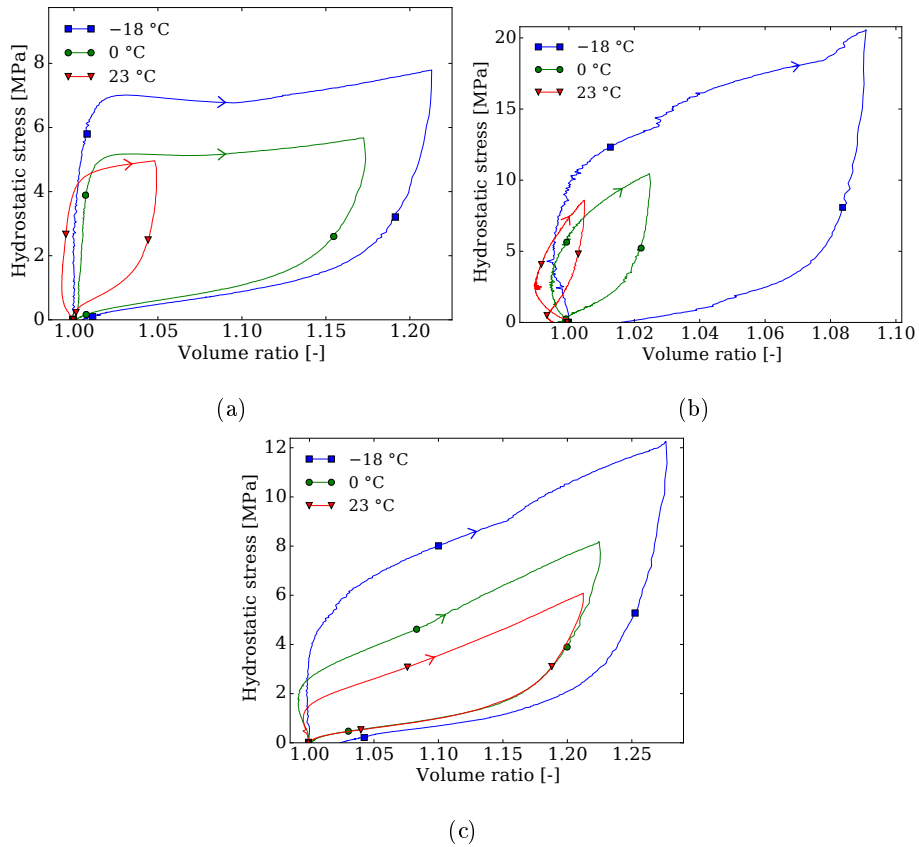 8
6
4
2
0
1.00
1.05
1.10
1.15
1.20
Hydrostatic stress [MPa]
Volume ratio [-]
−18 °C
0 °C
23 °C
(a)
20
15
10
5
0
1.00
1.02
1.04
1.06
1.08
1.10
Hydrostatic stress [MPa]
Volume ratio [-]
−18 °C
0 °C
23 °C
(b)
12
10
8
6
4
2
0
1.00
1.05
1.10
1.15
1.20
1.25
Hydrostatic stress [MPa]
Volume ratio [-]
−18 °C
0 °C
23 °C
(c)